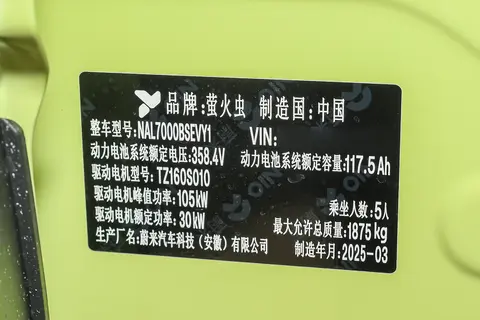 品牌:萤火虫 制造国:中国
整车型号:NAL7000BSEVY1 VIN:
动力电池系统额定电压:358.4V 动力电池系统额定容量:117.5Ah
驱动电机型号:TZ160S010
驱动电机峰值功率:105kW 乘坐人数:5人
驱动电机额定功率:30kW 最大允许总质量:1875kg
生产厂名:蔚来汽车科技（安徽）有限公司 制造年月:2025-03